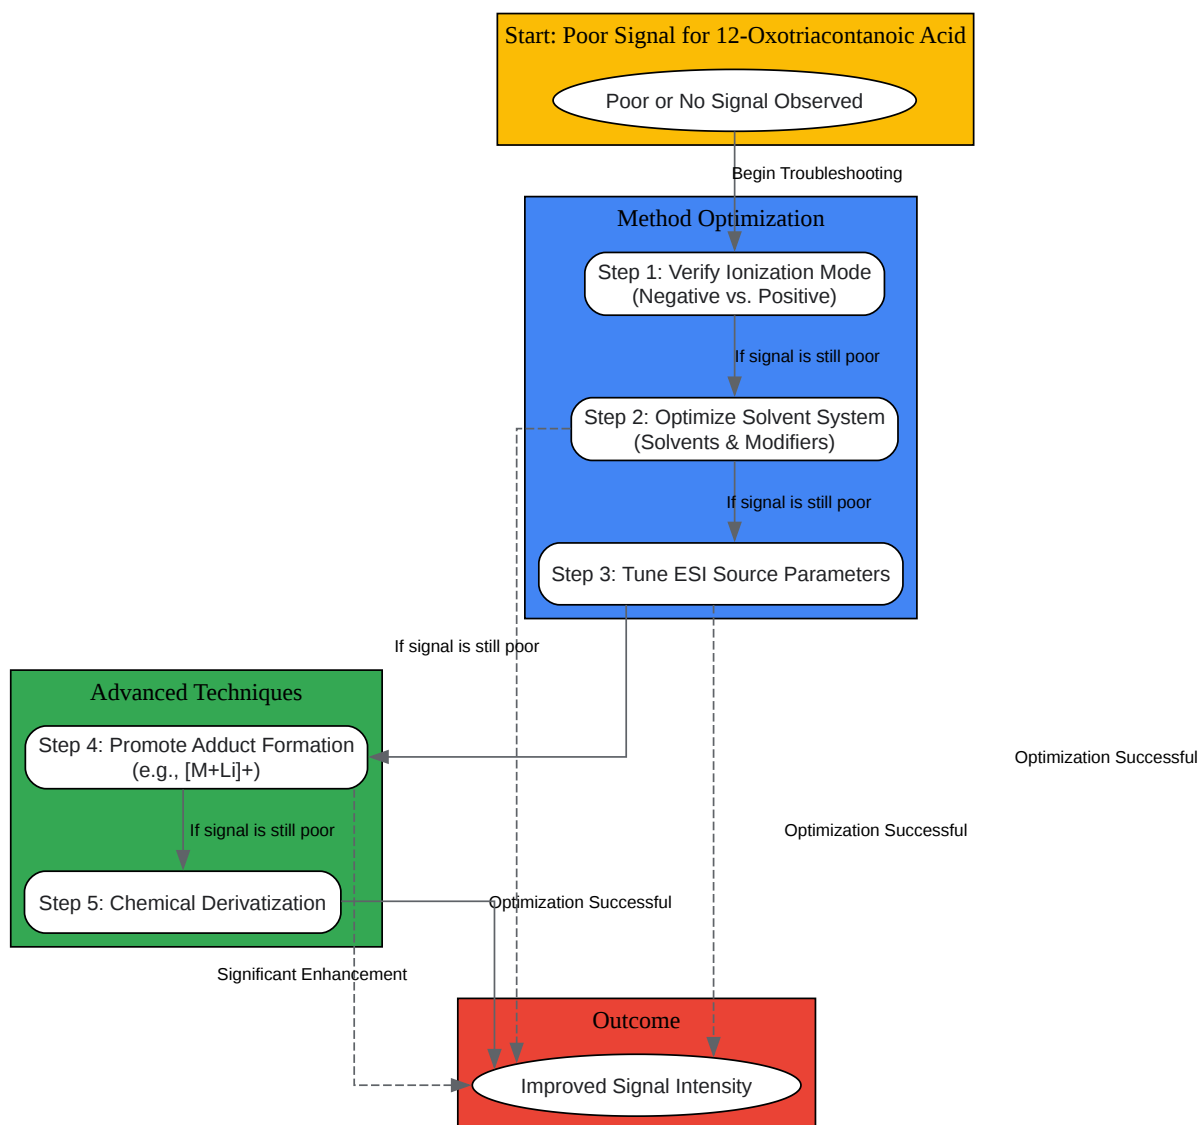 Start: Poor Signal for 12-Oxotriacontanoic Acid
Poor or No Signal Observed
Begin Troubleshooting
Method Optimization
Step 1: Verify Ionization Mode
(Negative vs. Positive)
If signal is still poor
Step 2: Optimize Solvent System
(Solvents & Modifiers)
If signal is still poor
Step 3: Tune ESI Source Parameters
If signal is still poor
Advanced Techniques
Step 4: Promote Adduct Formation
(e.g., [M+Li]+)
Optimization Successful
If signal is still poor
Optimization Successful
Step 5: Chemical Derivatization
Optimization Successful
Significant Enhancement
Outcome
Improved Signal Intensity